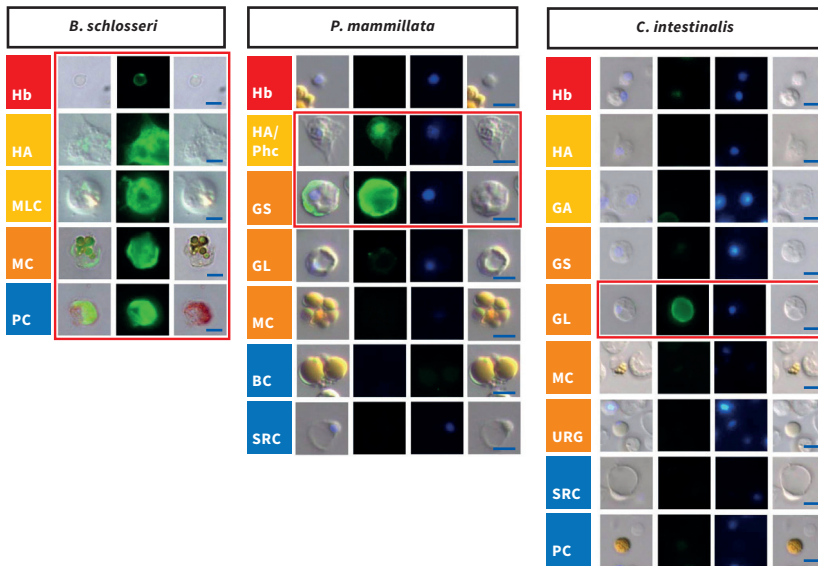 B. schlosseri
Hb
HA
MLC
MC
PC
P. mammillata
Hb
HA/
Phc
GS
GL
MC
BC
SRC
C. intestinalis
Hb
HA
GA
GS
GL
MC
URG
SRC
PC